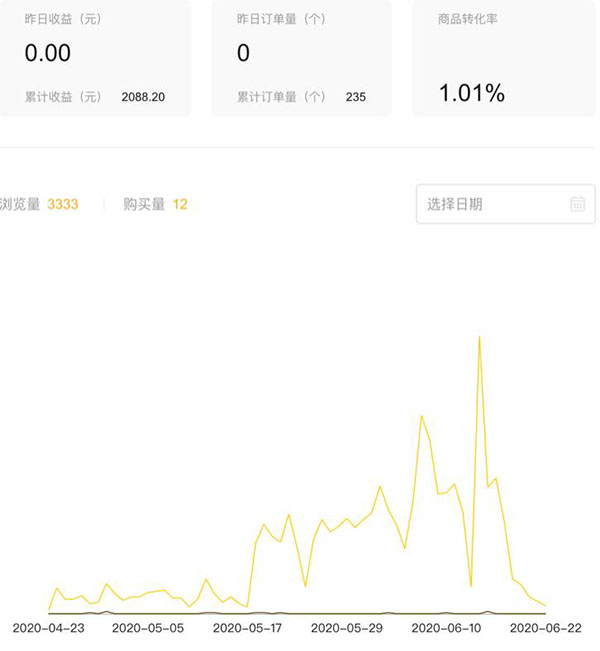 昨日收益（元）
昨日订单量（个）
商品转化率
0.00
0
累计收益（元） 2088.20
累计订单量（个） 235
1.01%
浏览量 3333
购买量 12
选择日期
2020-04-23 2020-05-05 2020-05-17 2020-05-29 2020-06-10 2020-06-22